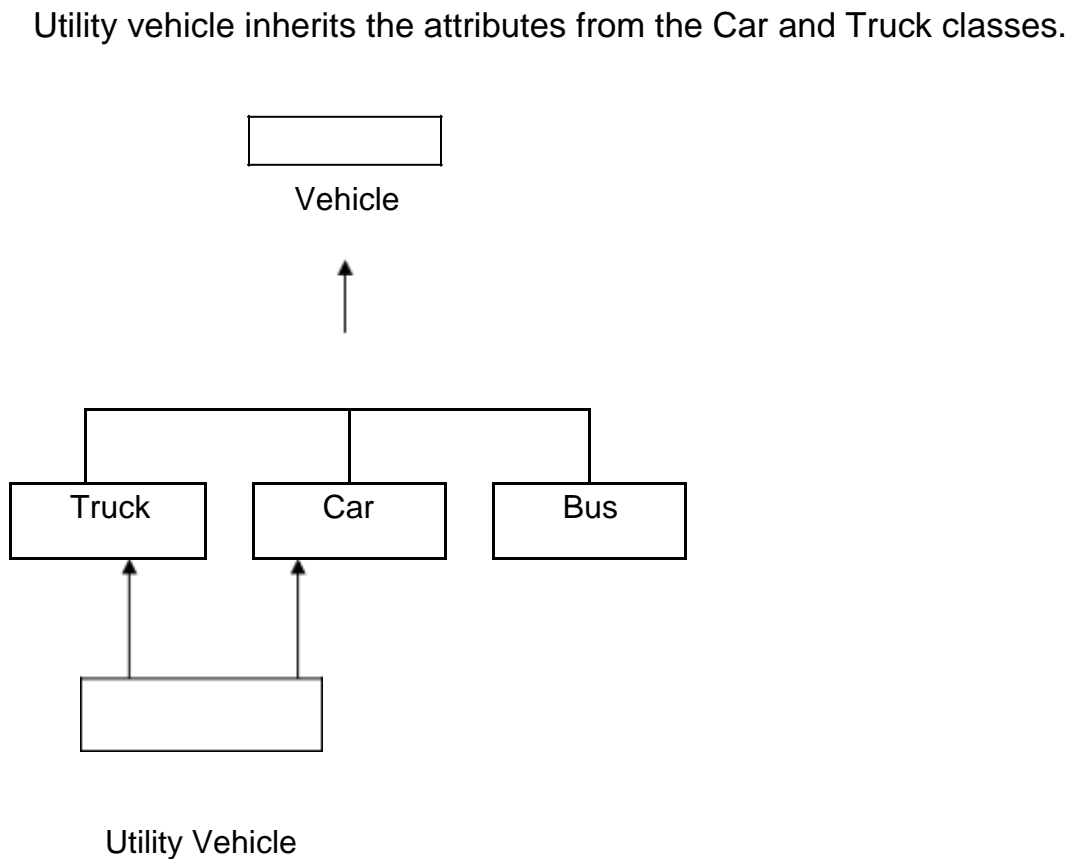 Utility vehicle inherits the attributes from the Car and Truck classes.
Vehicle
Truck Car Bus
Utility Vehicle